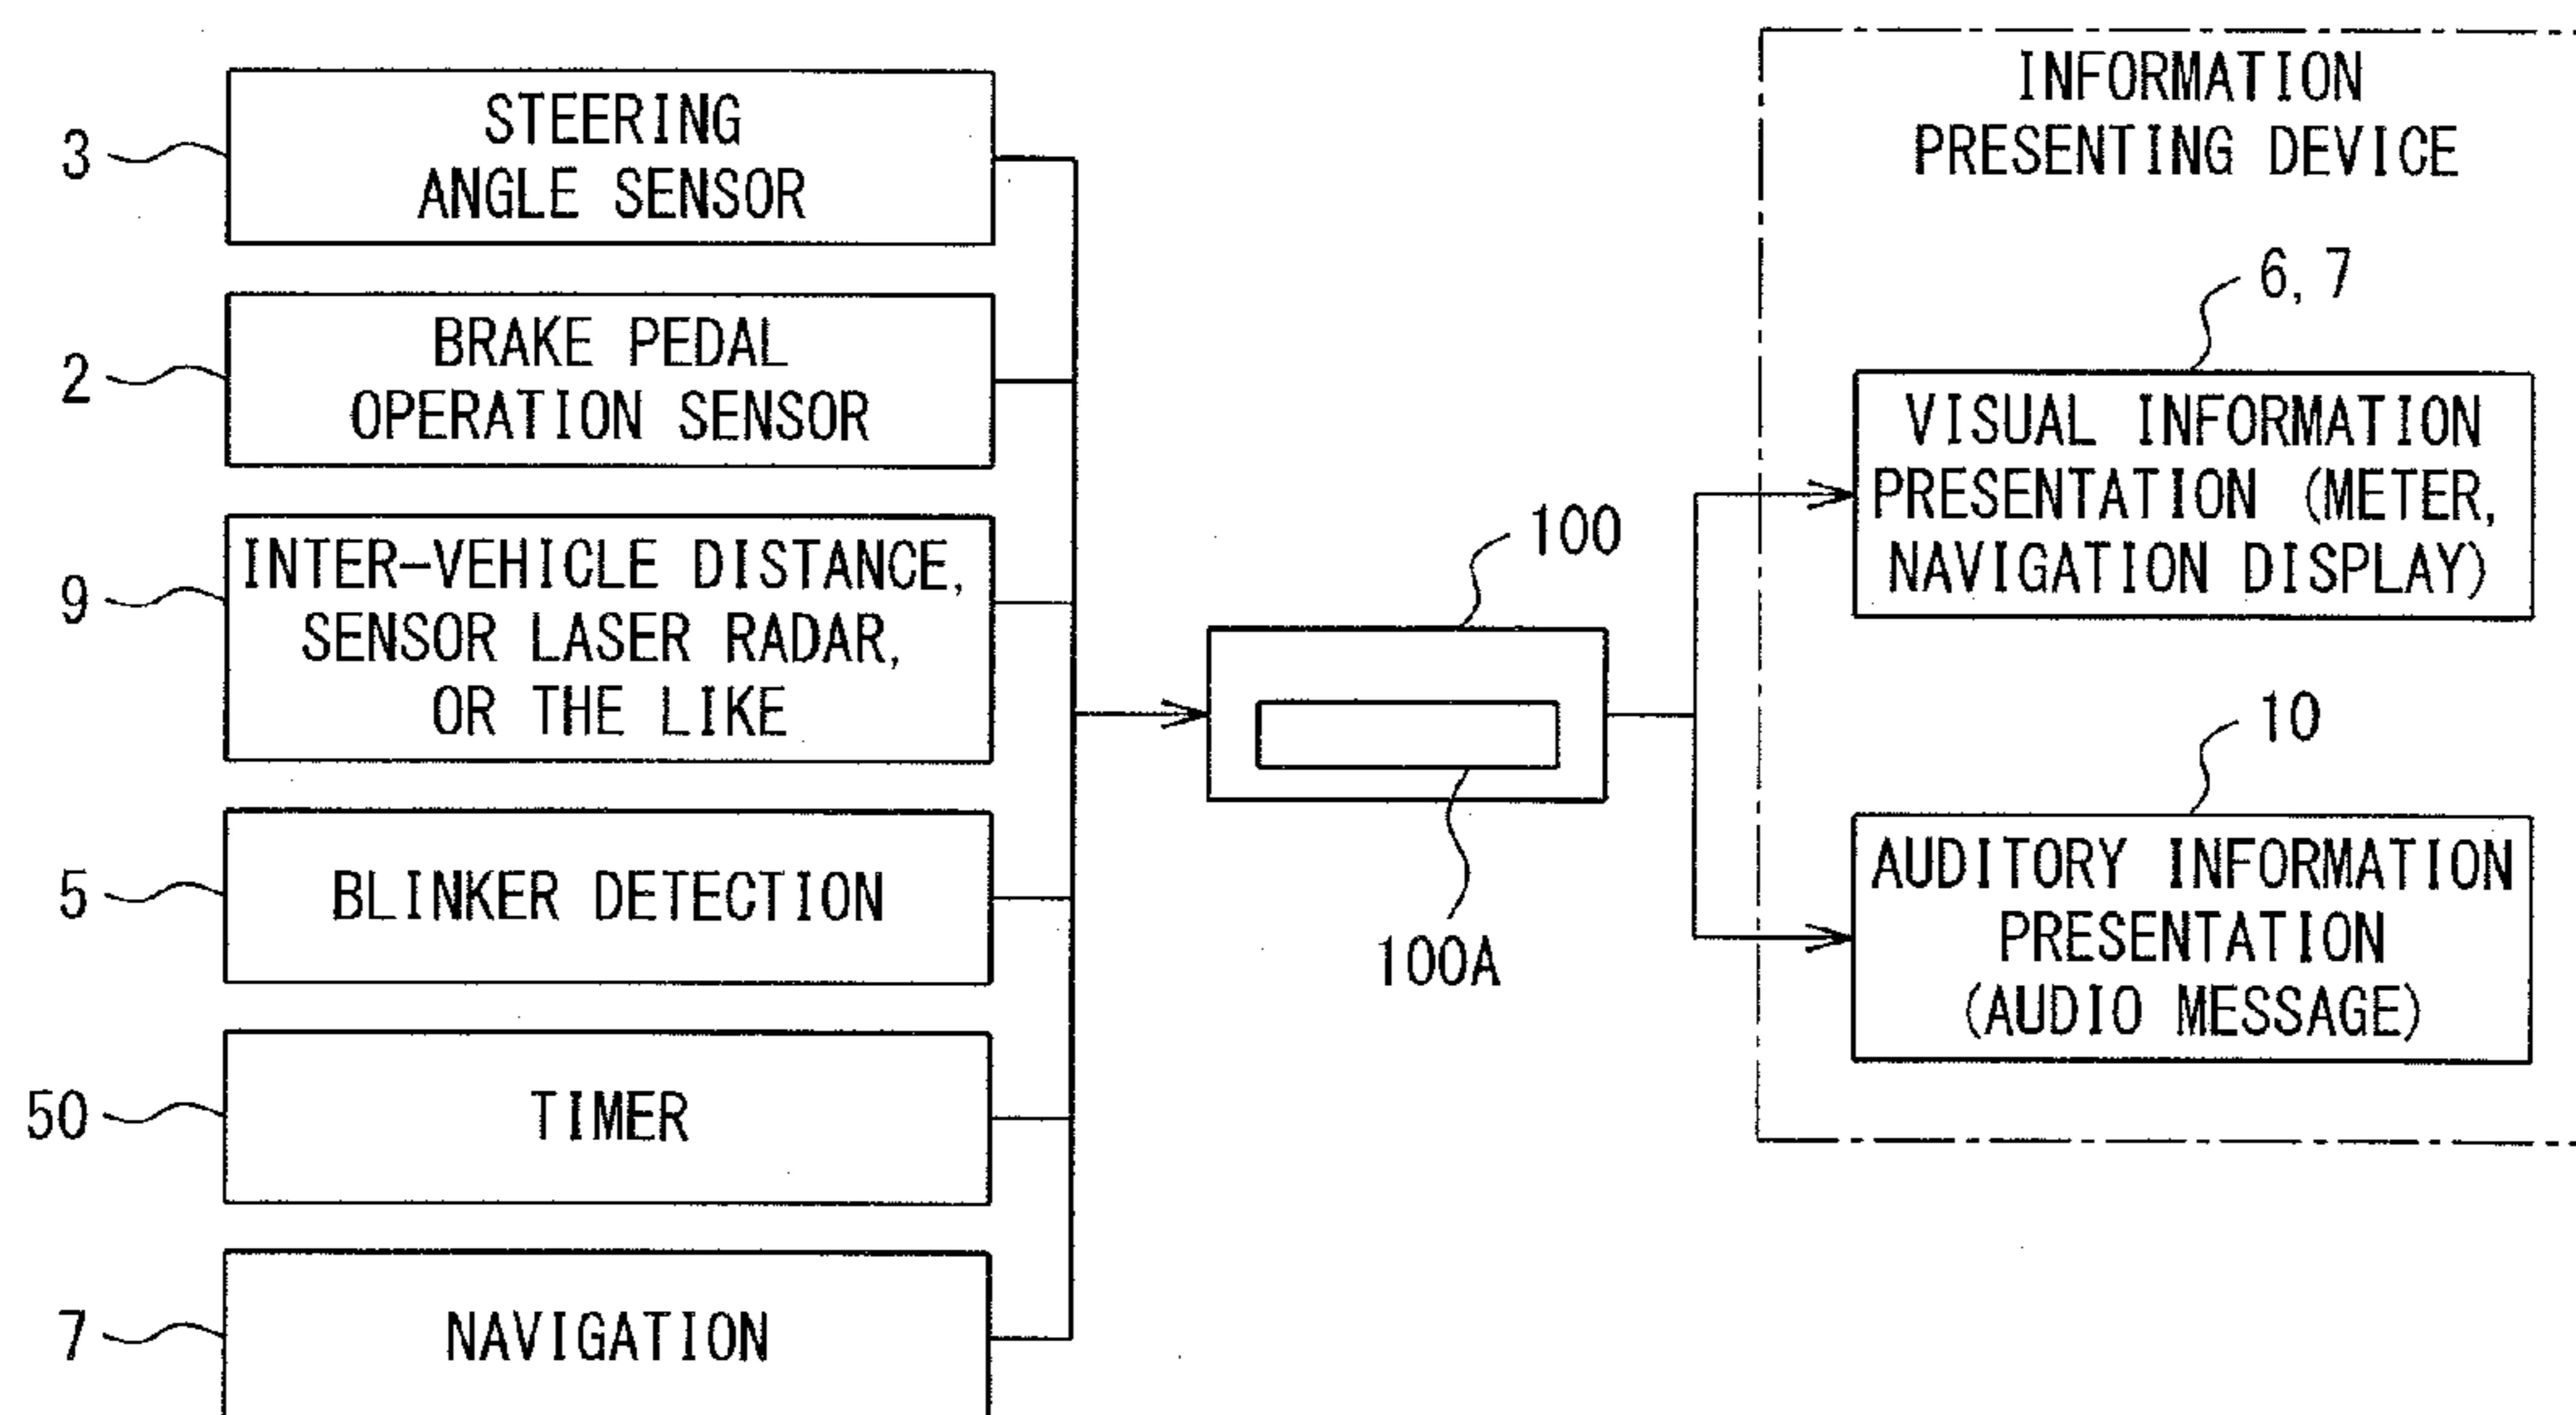 3
STEERING
ANGLE SENSOR
2
BRAKE PEDAL
OPERATION SENSOR
9
INTER-VEHICLE DISTANCE,
SENSOR LASER RADAR,
OR THE LIKE
5
BLINKER DETECTION
50
TIMER
7
NAVIGATION
100
100A
INFORMATION
PRESENTING DEVICE
6, 7
VISUAL INFORMATION
PRESENTATION (METER,
NAVIGATION DISPLAY)
10
AUDITORY INFORMATION
PRESENTATION
(AUDIO MESSAGE)